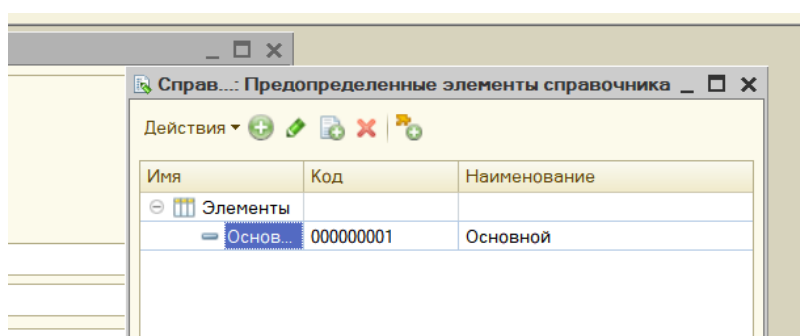 Справ...: Предопределенные элементы справочника
Действия
Имя Код Наименование
Элементы
Основ... 000000001 Основной